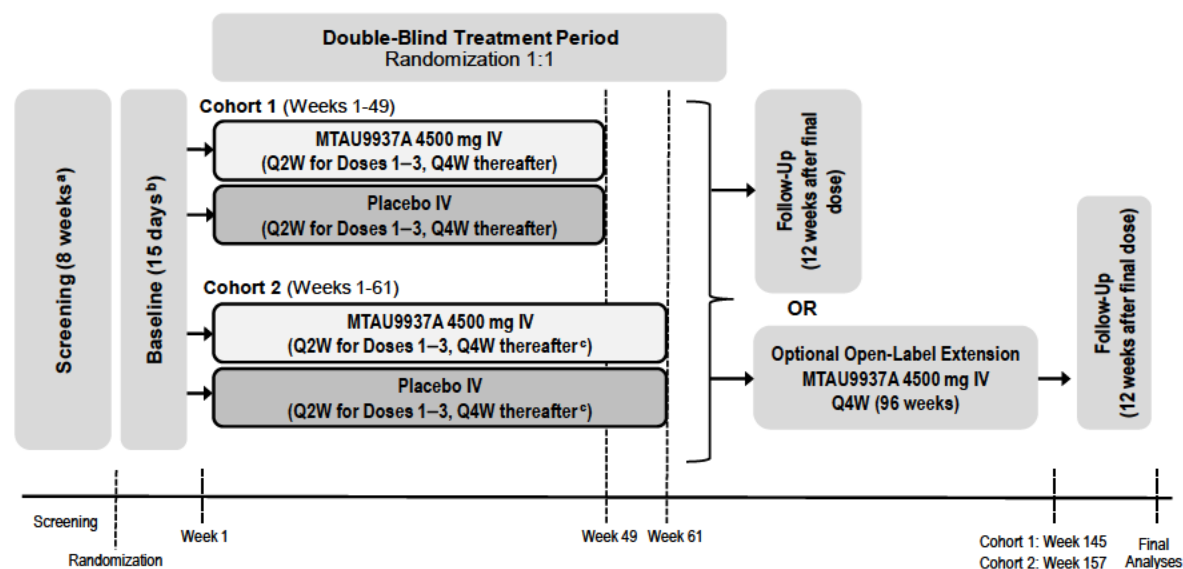 Double-Blind Treatment Period
Randomization 1:1
Screening (8 weeksᵃ)
Baseline (15 daysᵇ)
Cohort 1 (Weeks 1-49)
MTAU9937A 4500 mg IV
(Q2W for Doses 1–3, Q4W thereafter)
Placebo IV
(Q2W for Doses 1–3, Q4W thereafter)
Cohort 2 (Weeks 1-61)
MTAU9937A 4500 mg IV
(Q2W for Doses 1–3, Q4W thereafterᶜ)
Placebo IV
(Q2W for Doses 1–3, Q4W thereafterᶜ)
Follow-Up
(12 weeks after final
dose)
OR
Optional Open-Label Extension
MTAU9937A 4500 mg IV
Q4W (96 weeks)
Follow-Up
(12 weeks after final dose)
Screening
Randomization
Week 1
Week 49
Week 61
Cohort 1: Week 145
Cohort 2: Week 157
Final
Analyses